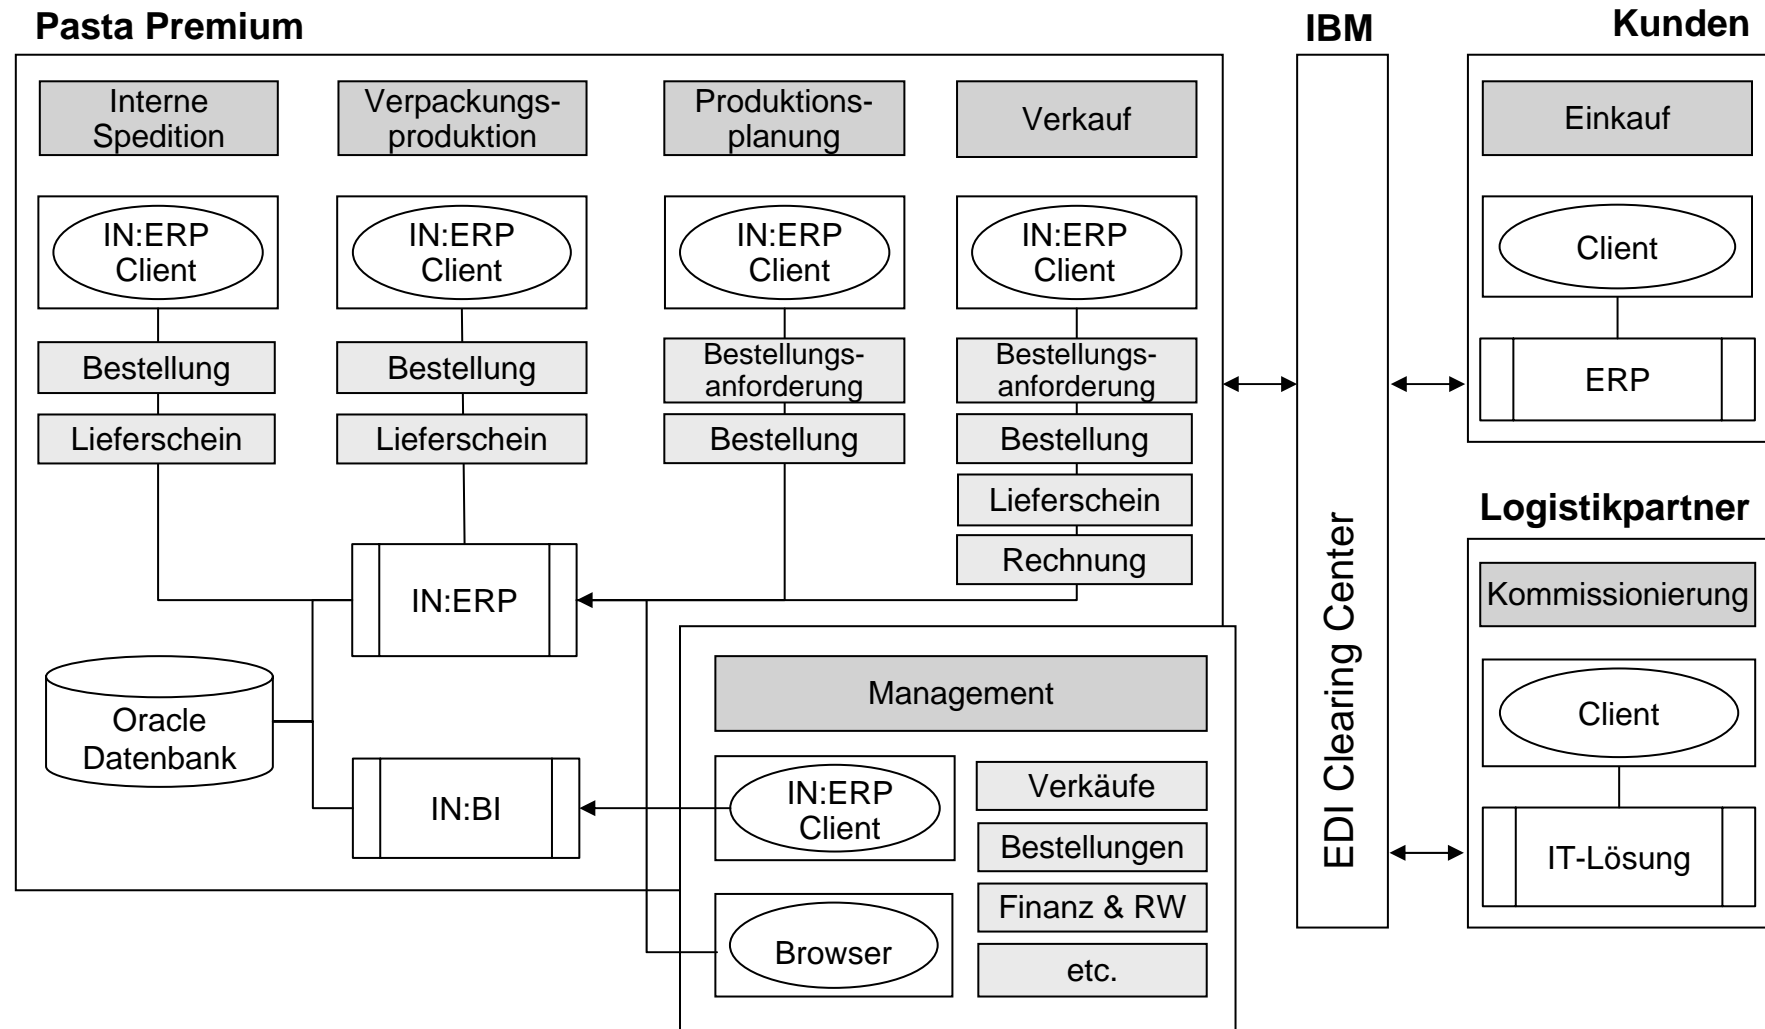 Pasta Premium
IBM
Kunden
Interne
Spedition
Verpackungs-
produktion
Produktions-
planung
Verkauf
Einkauf
IN:ERP
Client
IN:ERP
Client
IN:ERP
Client
IN:ERP
Client
Client
Bestellung
Bestellung
Bestellungs-
anforderung
Bestellungs-
anforderung
ERP
Lieferschein
Lieferschein
Bestellung
Bestellung
Lieferschein
Rechnung
IN:ERP
Oracle
Datenbank
IN:BI
Management
IN:ERP
Client
Browser
Verkäufe
Bestellungen
Finanz & RW
etc.
EDI Clearing Center
Logistikpartner
Kommissionierung
Client
IT-Lösung